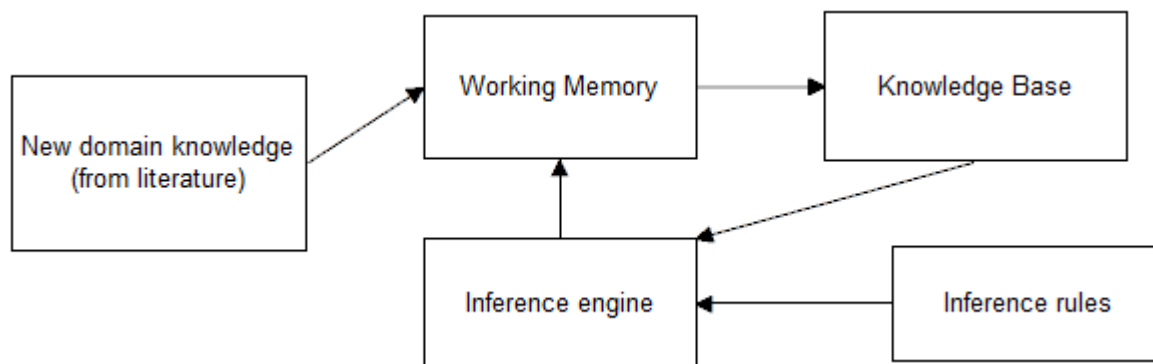 Working Memory
Knowledge Base
New domain knowledge
(from literature)
Inference engine
Inference rules